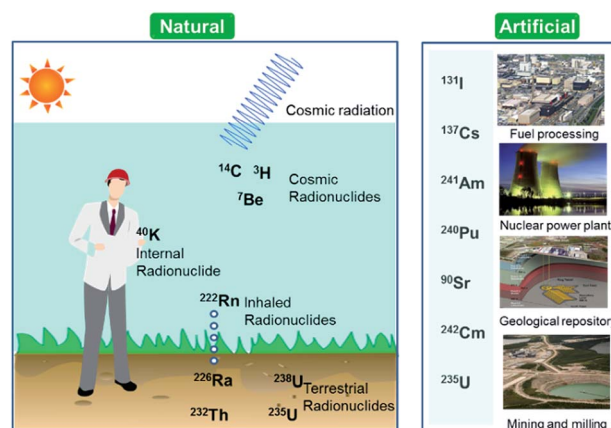 Natural
Cosmic radiation
¹⁴C ³H
⁷Be
Cosmic
Radionuclides
⁴⁰K
Internal
Radionuclide
²²²Rn Inhaled
Radionuclides
²²⁶Ra ²³⁸U Terrestrial
Radionuclides
²³²Th ²³⁵U
Artificial
¹³¹I
¹³⁷Cs
²⁴¹Am
²⁴⁰Pu
⁹⁰Sr
²⁴²Cm
²³⁵U
Fuel processing
Nuclear power plant
Geological repository
Mining and milling